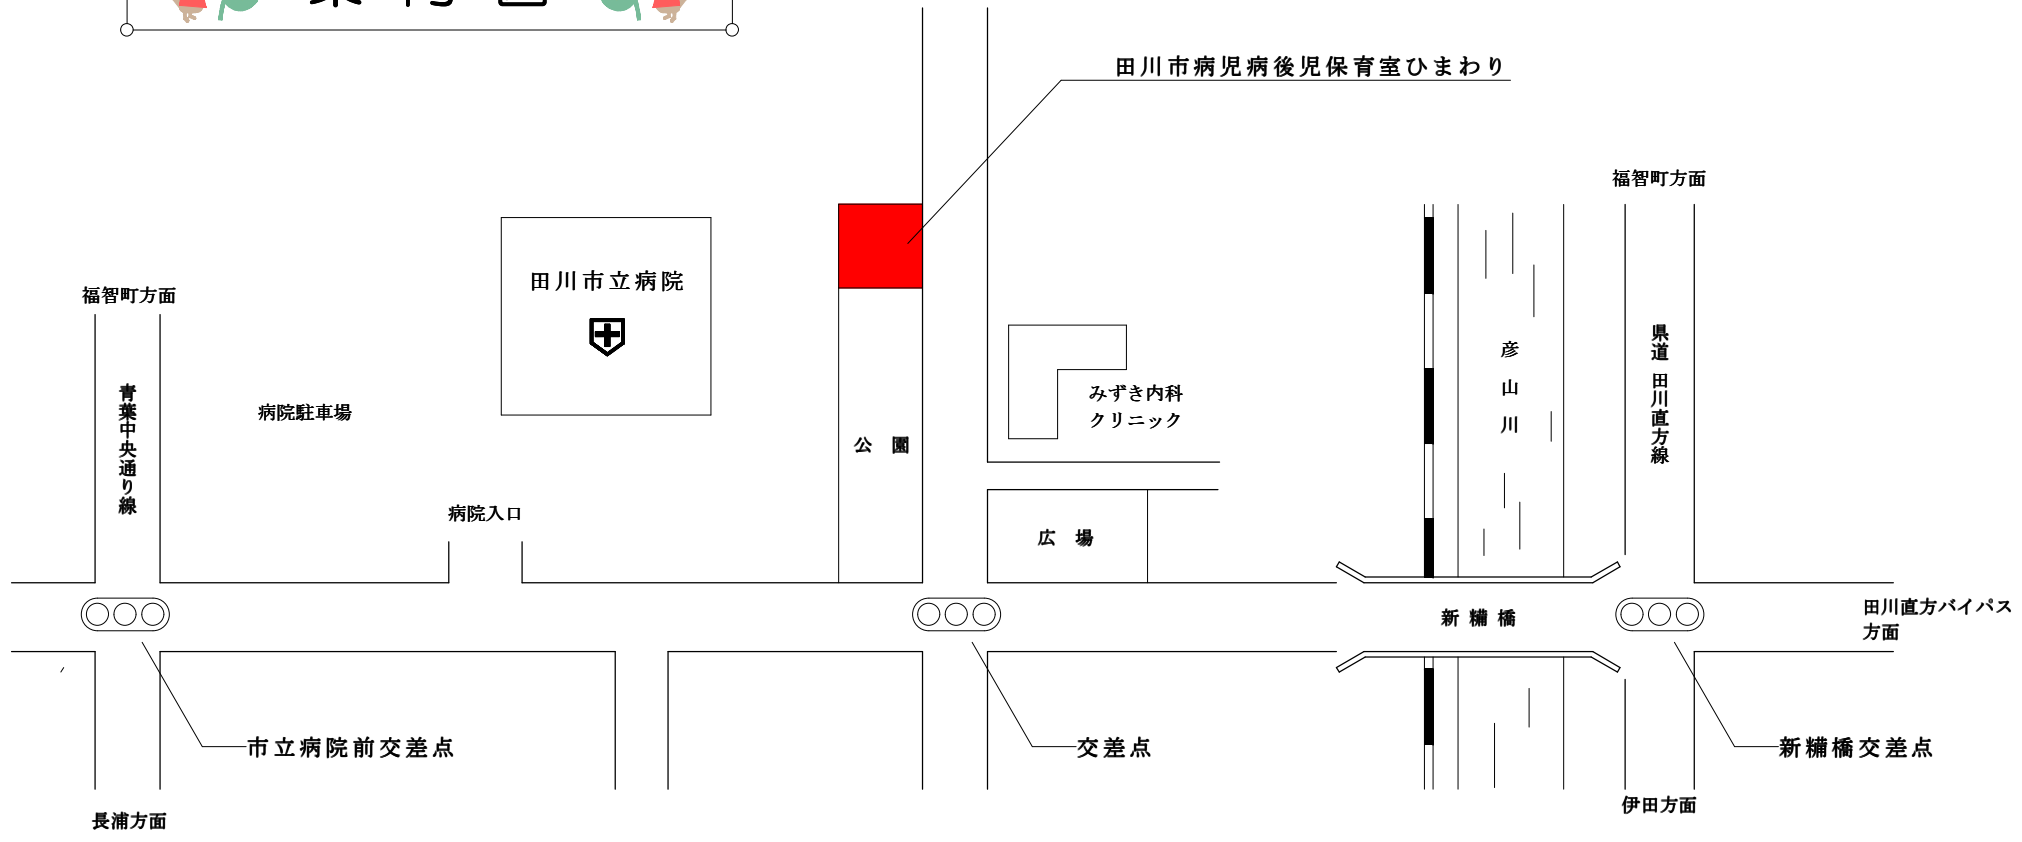 田川市病児病後児保育室ひまわり
福智町方面
田川市立病院
福智町方面
青葉中央通り線
病院駐車場
公 園
みずき内科
クリニック
彦山川
県道 田川直方線
病院入口
広 場
新糒橋
田川直方バイパス
方面
市立病院前交差点
交差点
新糒橋交差点
長浦方面
伊田方面